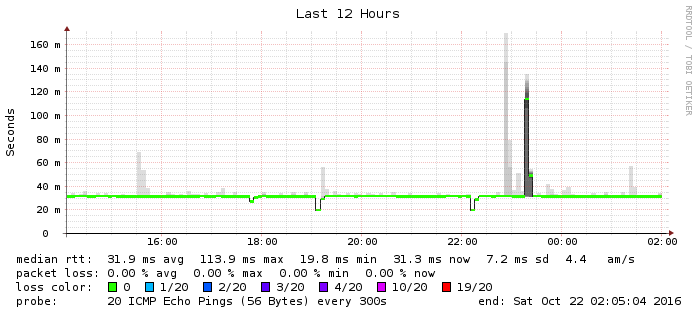 Last 12 Hours
RRDTOOL / TOBI OETIKER
Seconds
160 m
140 m
120 m
100 m
80 m
60 m
40 m
20 m
0
16:00 18:00 20:00 22:00 00:00 02:00
median rtt: 31.9 ms avg 113.9 ms max 19.8 ms min 31.3 ms now 7.2 ms sd 4.4 am/s
packet loss: 0.00 % avg 0.00 % max 0.00 % min 0.00 % now
loss color: 0 1/20 2/20 3/20 4/20 10/20 19/20
probe: 20 ICMP Echo Pings (56 Bytes) every 300s end: Sat Oct 22 02:05:04 2016